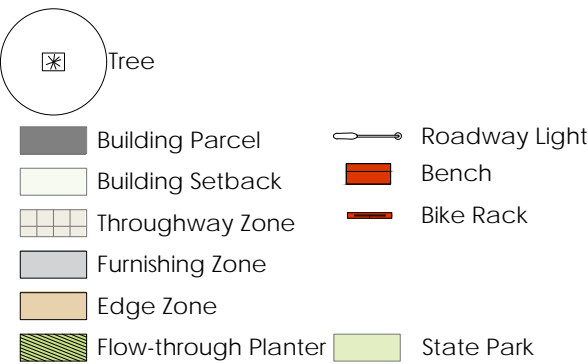 Tree
Building Parcel
Roadway Light
Building Setback
Bench
Throughway Zone
Bike Rack
Furnishing Zone
Edge Zone
Flow-through Planter
State Park